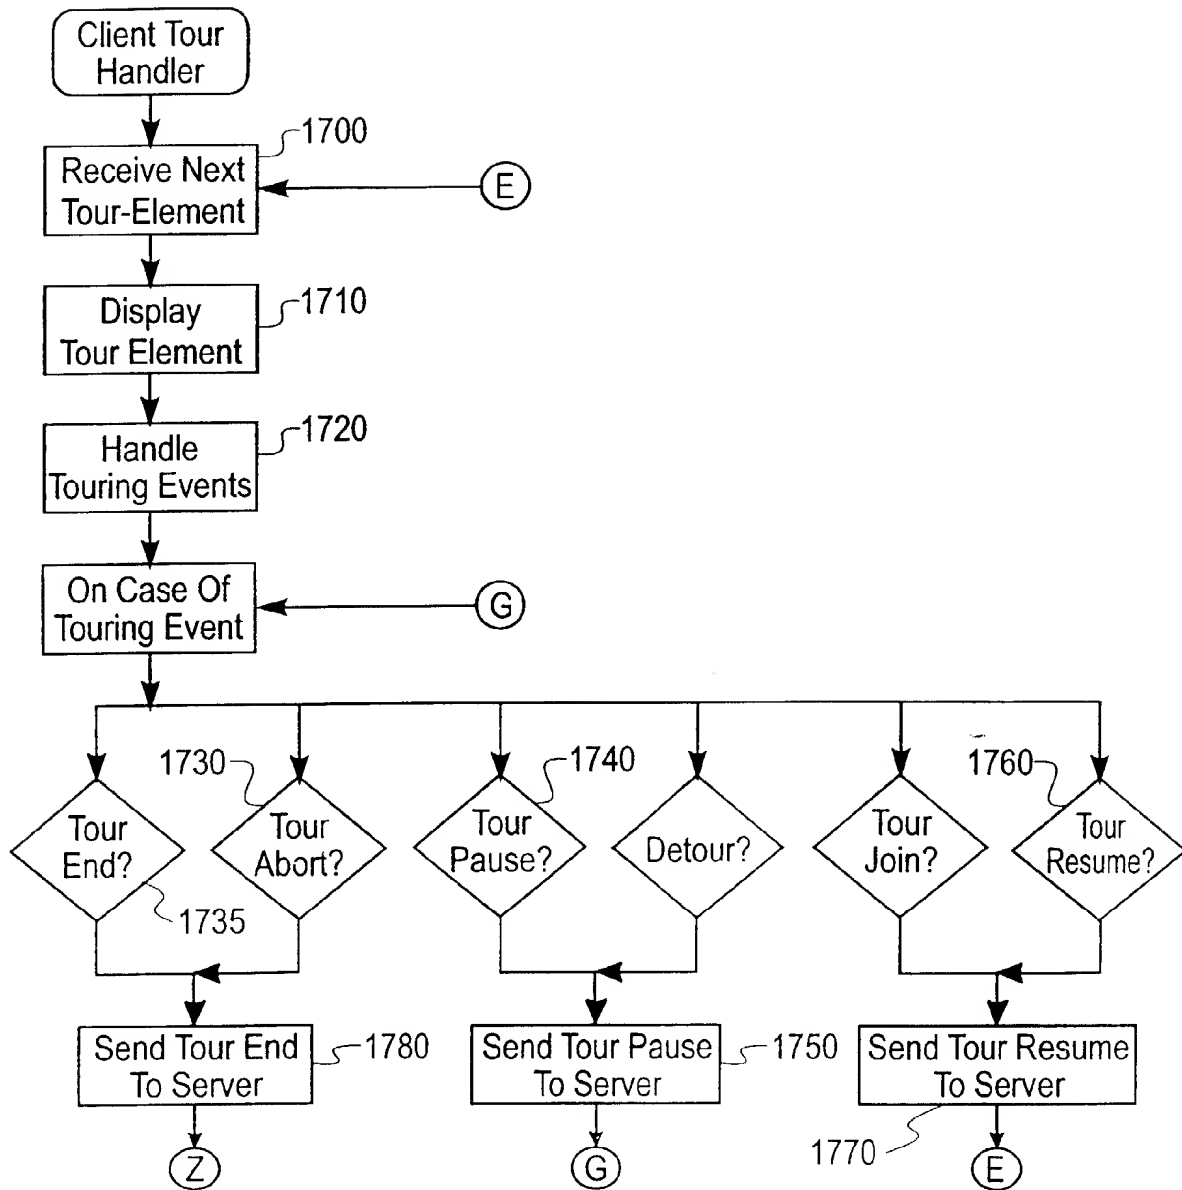 Client Tour
Handler
1700
Receive Next
Tour-Element
E
1710
Display
Tour Element
1720
Handle
Touring Events
On Case Of
Touring Event
G
1730
1740
1760
Tour
End?
Tour
Abort?
Tour
Pause?
Detour?
Tour
Join?
Tour
Resume?
1735
Send Tour End
To Server
1780
Send Tour Pause
To Server
1750
Send Tour Resume
To Server
1770
Z
G
E